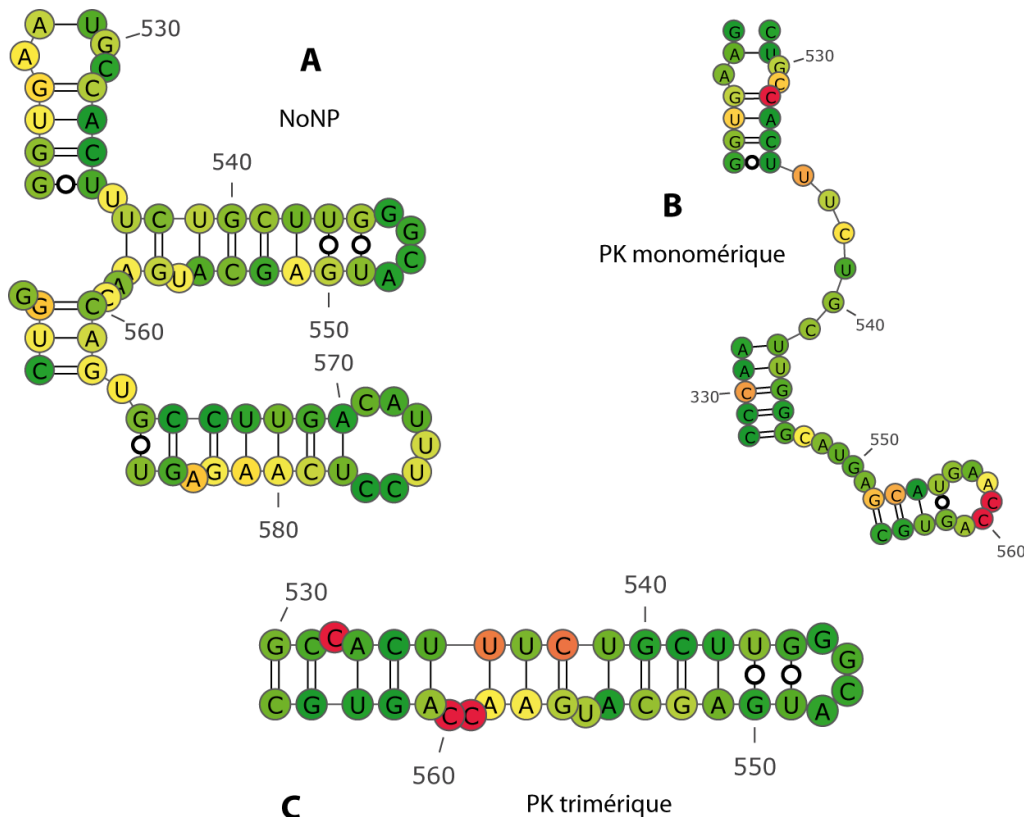 A
NoNP
A U G 530
A C
G C
U A
G C
G U U
540
U C U G C U U G G G
A A G U A C G A G U A C
C
550
G G C 560
U A
C G U
570
G C C U U G A C A U U
U G A G A A C U C C U
580
B
PK monomérique
G C
A U G 530
A C
G C
U A
G C
G U U
U
C
U
G 540
C
A U
A U
330 C G
C G
C G C A U G A 550
G C A U G A A C
C G U G A C 560
C
PK trimérique
530 540
G C C A C U U U C U G C U U G G G
C G U G A C C A A G U A C G A G U A C
560 550